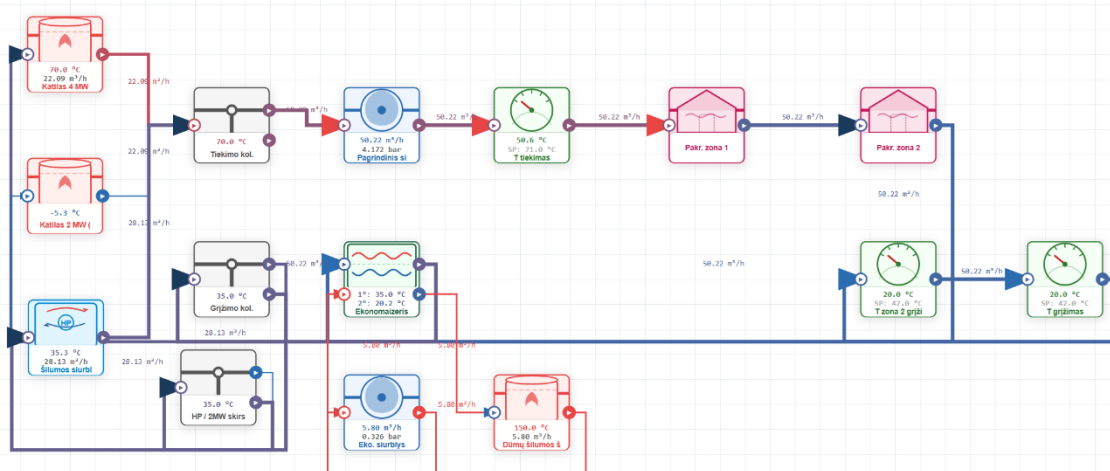 70.0 °C
22.09 m³/h
Katilas 4 MW
22.09 m³/h
70.0 °C
Tiekimo kol.
50.22 m³/h
50.22 m³/h
4.172 bar
Pagrindinis si
50.22 m³/h
50.6 °C
SP: 71.0 °C
T tiekimas
50.22 m³/h
Pakr. zona 1
50.22 m³/h
Pakr. zona 2
22.09 m³/h
-5.3 °C
Katilas 2 MW (
28.13 m³/h
50.22 m³/h
35.0 °C
Grįžimo kol.
50.22 m³/h
1°: 35.0 °C
2°: 20.2 °C
Ekonomaizeris
50.22 m³/h
20.0 °C
SP: 42.0 °C
T zona 2 grįži
50.22 m³/h
20.0 °C
SP: 42.0 °C
T grįžimas
HP
35.3 °C
28.13 m³/h
Šilumos siurbl
28.13 m³/h
28.13 m³/h
5.80 m³/h
5.80 m³/h
35.0 °C
HP / 2MW skirs
5.80 m³/h
0.326 bar
Eko. siurblys
5.80 m³/h
150.0 °C
5.80 m³/h
Dūmų šilumos š